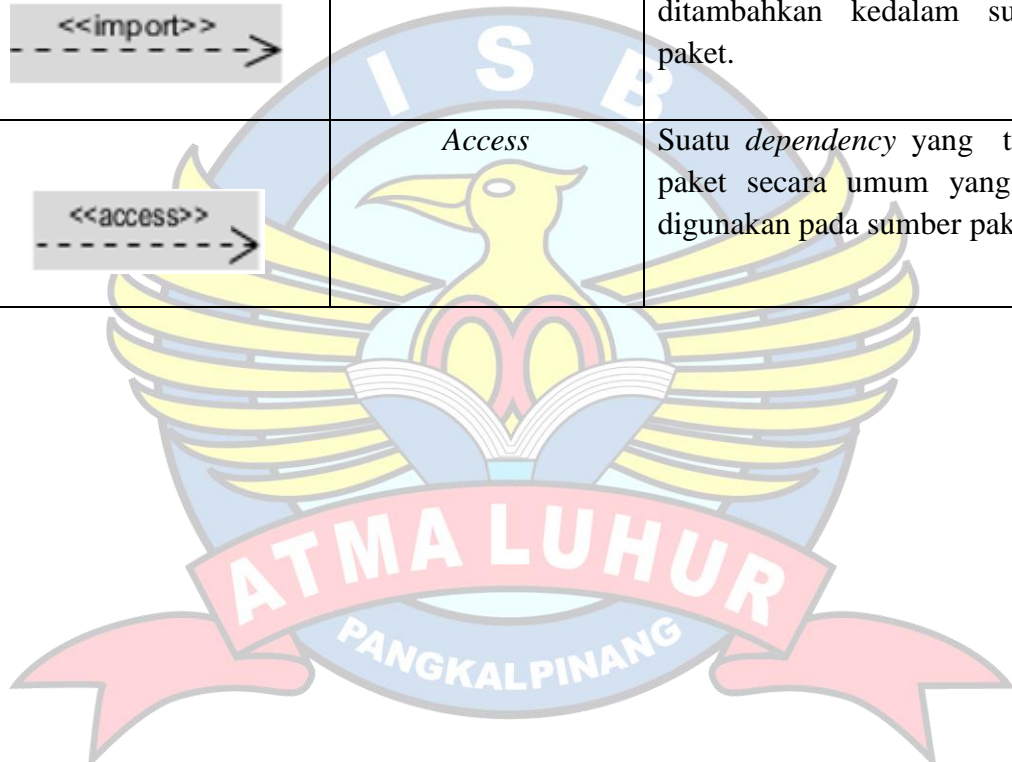 <<import>>
ditambahkan kedalam
paket.
Access
Suatu dependency yang
paket secara umum yang
<<access>>
digunakan pada sumber
I S B
ATMA LUHUR
PANGKALPINANG